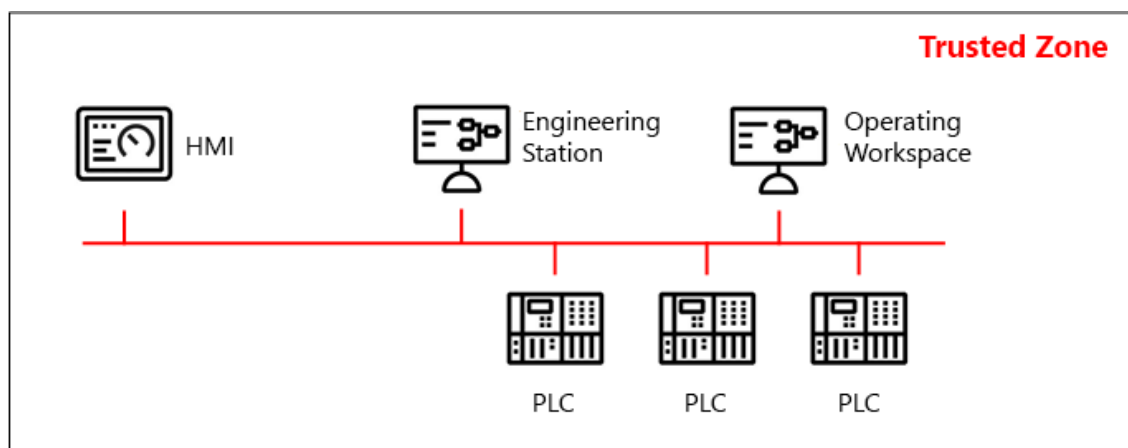 Trusted Zone
HMI
Engineering
Station
Operating
Workspace
PLC
PLC
PLC